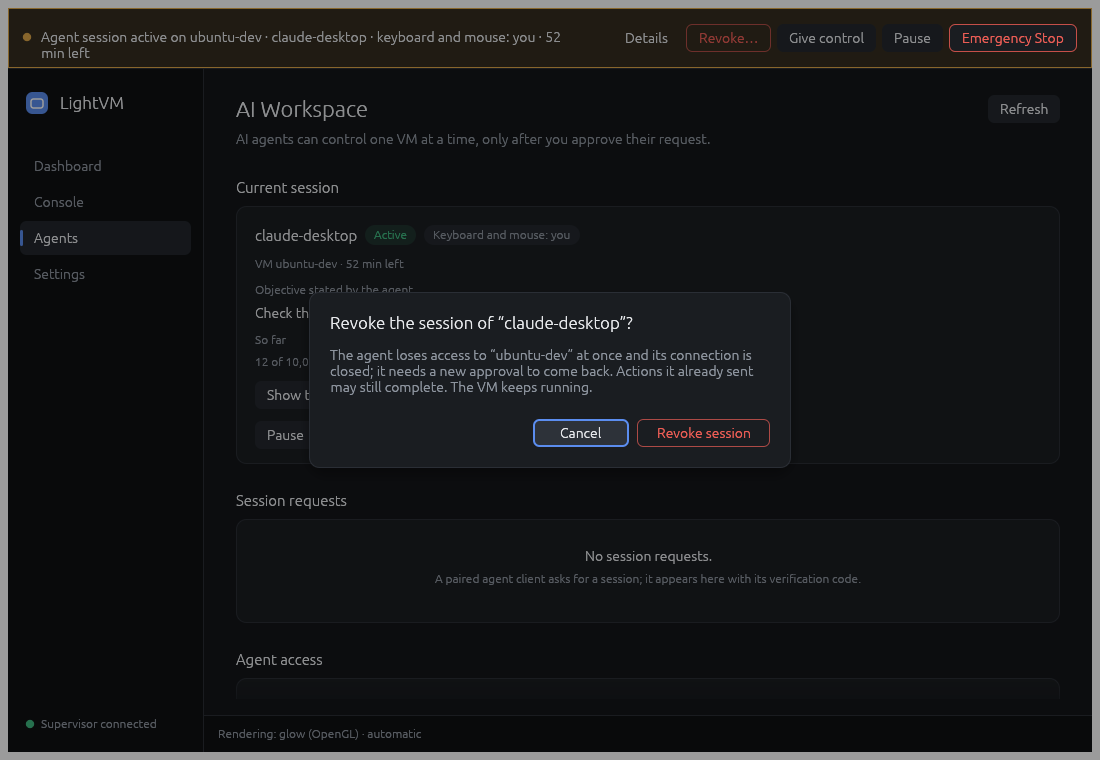 Agent session active on ubuntu-dev · claude-desktop · keyboard and mouse: you · 52
min left
Details
Revoke…
Give control
Pause
Emergency Stop
LightVM
Dashboard
Console
Agents
Settings
Supervisor connected
AI Workspace
Refresh
AI agents can control one VM at a time, only after you approve their request.
Current session
claude-desktop
Active
Keyboard and mouse: you
VM ubuntu-dev · 52 min left
Objective stated by the agent
Check th
So far
12 of 10,0
Show t
Pause
Revoke the session of “claude-desktop”?
The agent loses access to “ubuntu-dev” at once and its connection is
closed; it needs a new approval to come back. Actions it already sent
may still complete. The VM keeps running.
Cancel
Revoke session
Session requests
No session requests.
A paired agent client asks for a session; it appears here with its verification code.
Agent access
Rendering: glow (OpenGL) · automatic